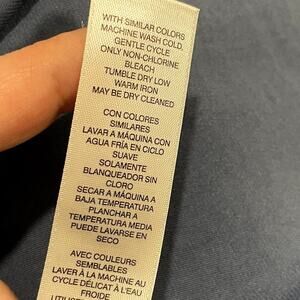 WITH SIMILAR COLORS
MACHINE WASH COLD,
GENTLE CYCLE
ONLY NON-CHLORINE
BLEACH
TUMBLE DRY LOW
WARM IRON
MAY BE DRY CLEANED
CON COLORES
SIMILARES
LAVAR A MÁQUINA CON
AGUA FRÍA EN CICLO
SUAVE
SOLAMENTE
BLANQUEADOR SIN
CLORO
SECAR A MÁQUINA A
BAJA TEMPERATURA
PLANCHAR A
TEMPERATURA MEDIA
PUEDE LAVARSE EN
SECO
AVEC COULEURS
SEMBLABLES
LAVER À LA MACHINE AU
CYCLE DÉLICAT À L'EAU
FROIDE